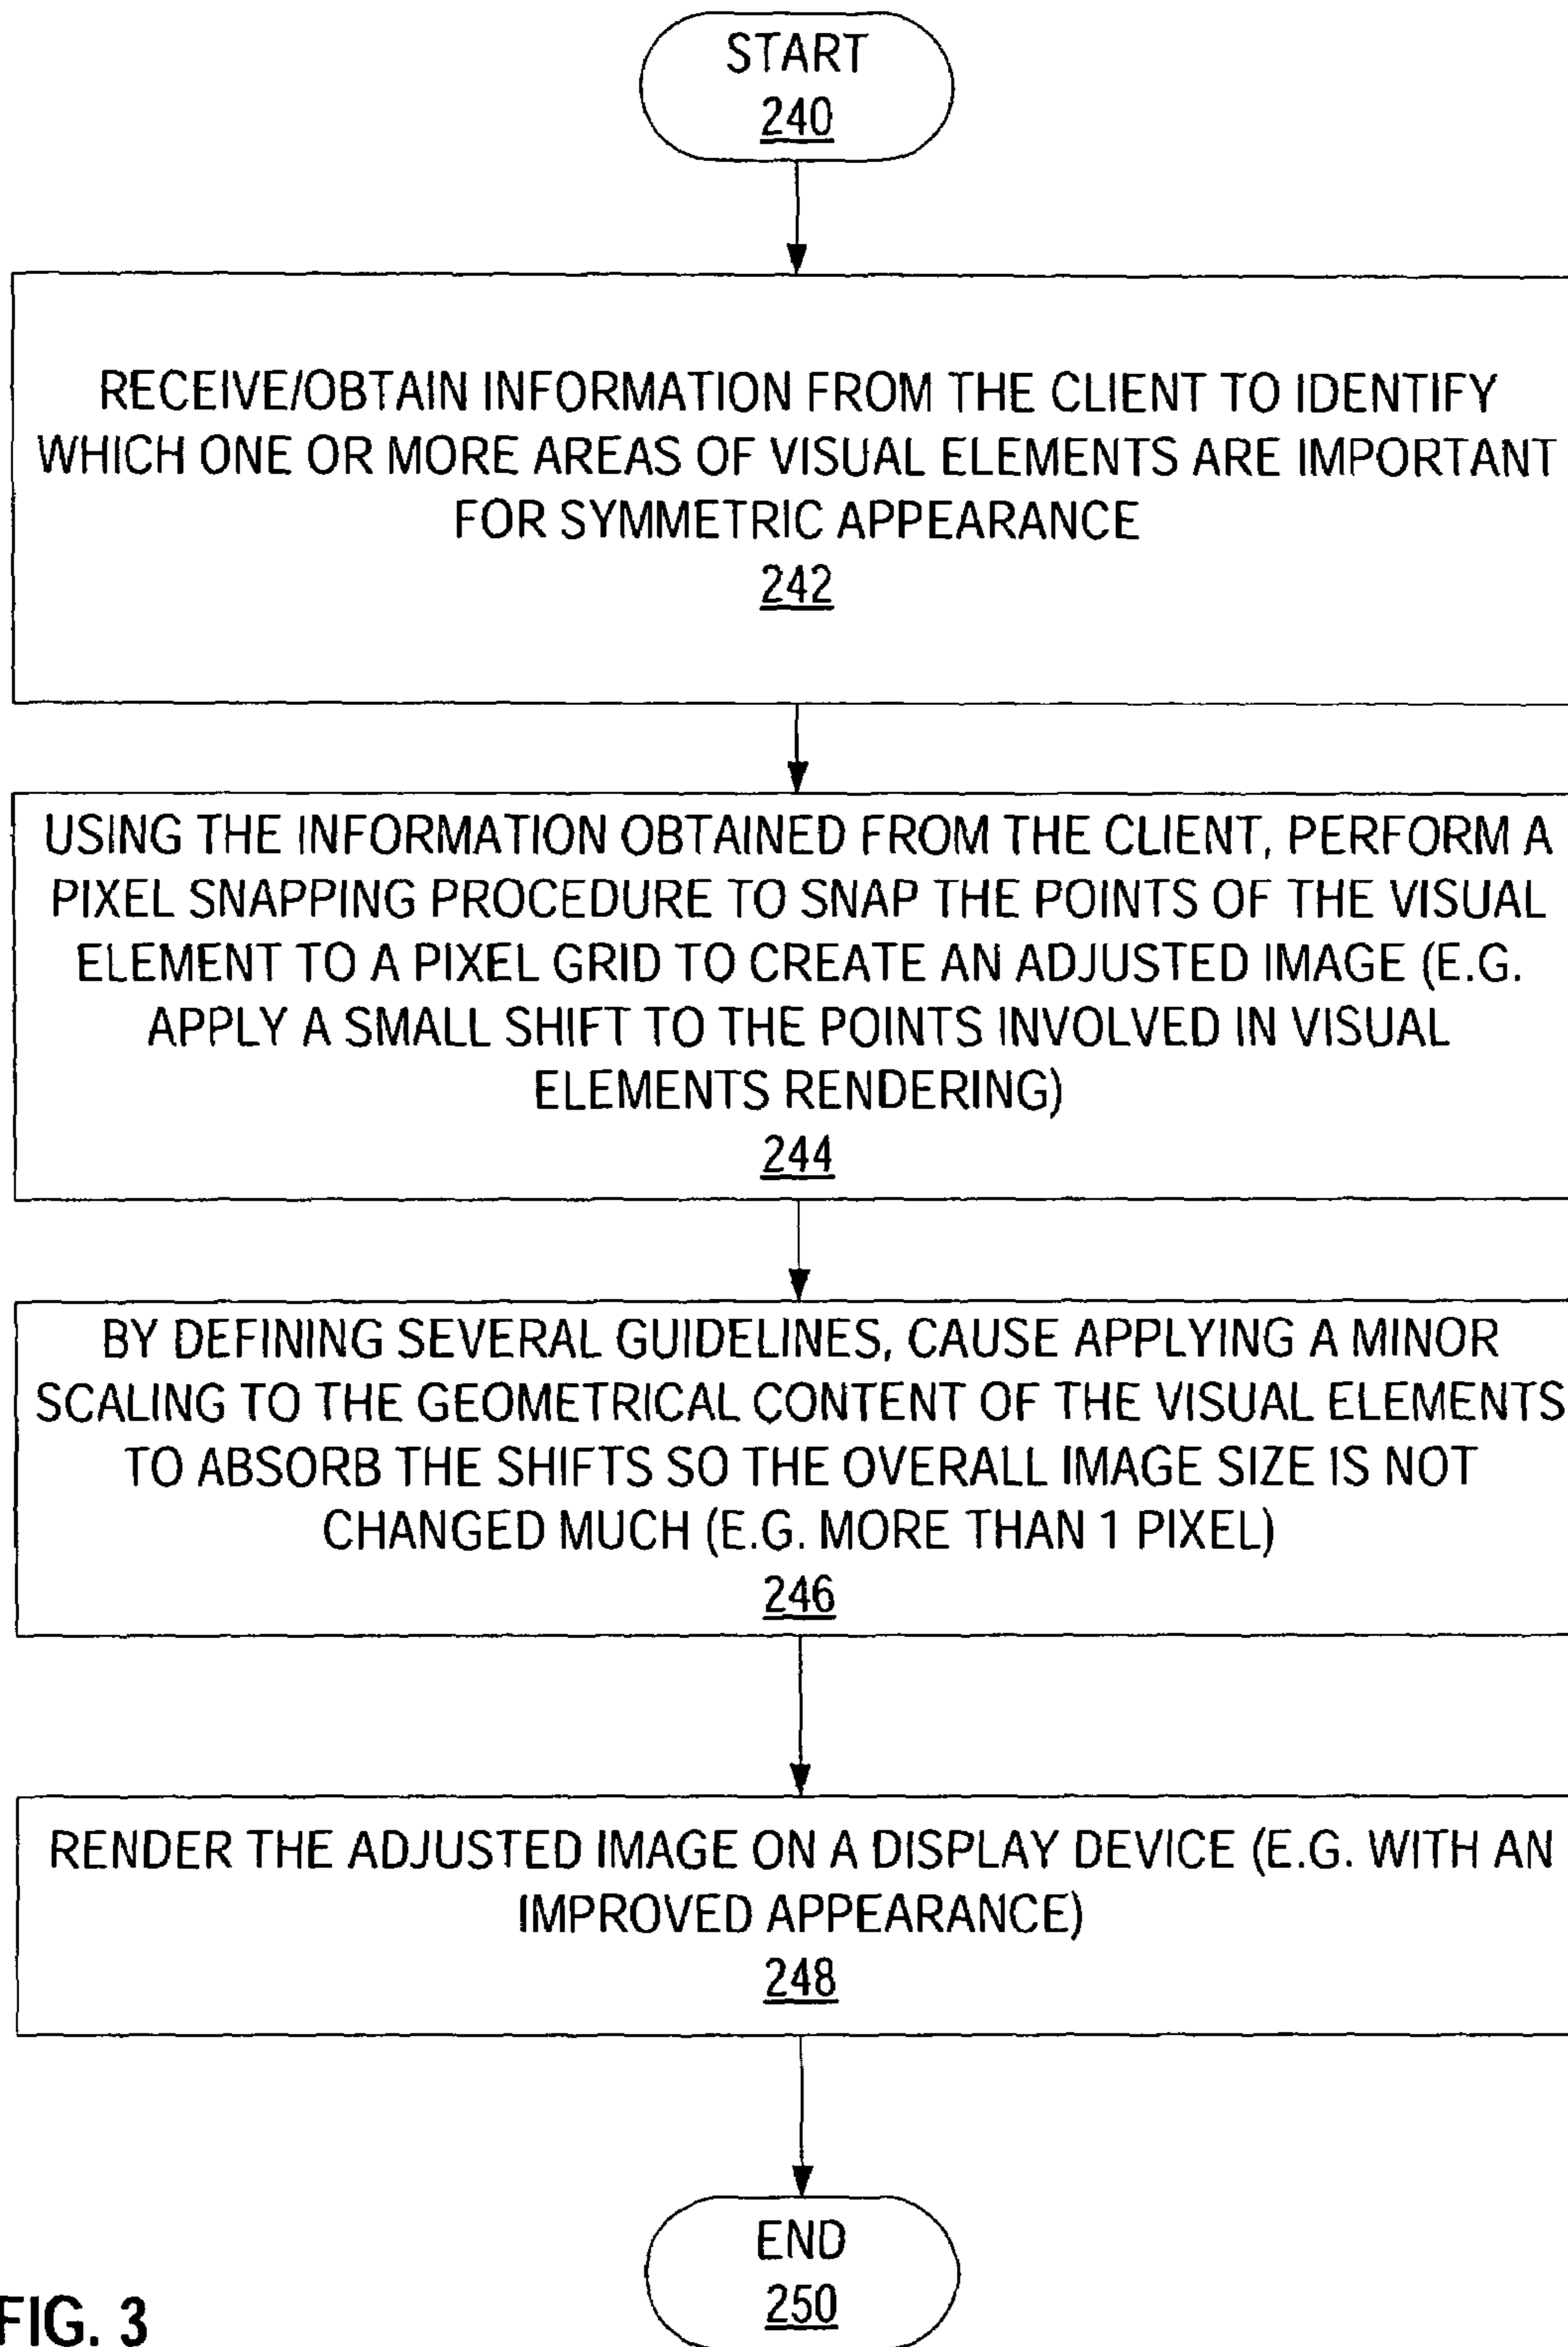 START
240
RECEIVE/OBTAIN INFORMATION FROM THE CLIENT TO IDENTIFY
WHICH ONE OR MORE AREAS OF VISUAL ELEMENTS ARE IMPORTANT
FOR SYMMETRIC APPEARANCE
242
USING THE INFORMATION OBTAINED FROM THE CLIENT, PERFORM A
PIXEL SNAPPING PROCEDURE TO SNAP THE POINTS OF THE VISUAL
ELEMENT TO A PIXEL GRID TO CREATE AN ADJUSTED IMAGE (E.G.
APPLY A SMALL SHIFT TO THE POINTS INVOLVED IN VISUAL
ELEMENTS RENDERING)
244
BY DEFINING SEVERAL GUIDELINES, CAUSE APPLYING A MINOR
SCALING TO THE GEOMETRICAL CONTENT OF THE VISUAL ELEMENTS
TO ABSORB THE SHIFTS SO THE OVERALL IMAGE SIZE IS NOT
CHANGED MUCH (E.G. MORE THAN 1 PIXEL)
246
RENDER THE ADJUSTED IMAGE ON A DISPLAY DEVICE (E.G. WITH AN
IMPROVED APPEARANCE)
248
END
250
FIG. 3